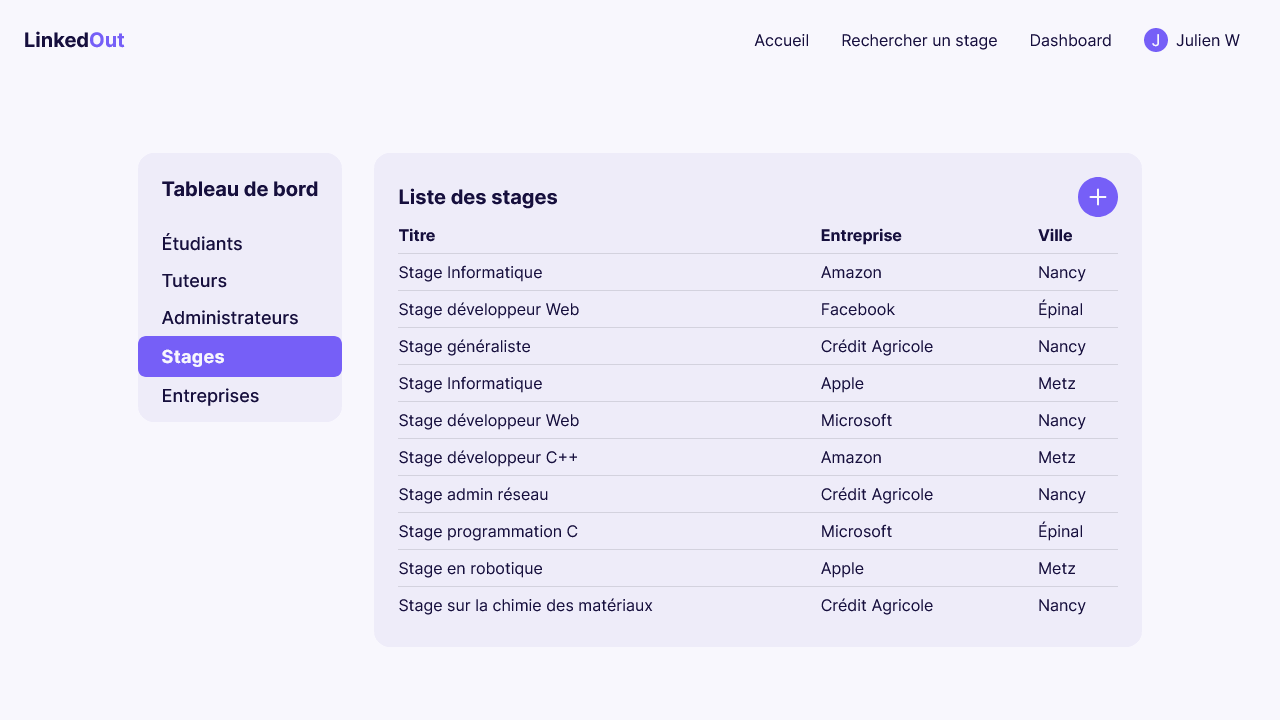 LinkedOut
Accueil Rechercher un stage Dashboard J Julien W
Tableau de bord
Étudiants
Tuteurs
Administrateurs
Stages
Entreprises
Liste des stages
Titre Entreprise Ville
Stage Informatique Amazon Nancy
Stage développeur Web Facebook Épinal
Stage généraliste Crédit Agricole Nancy
Stage Informatique Apple Metz
Stage développeur Web Microsoft Nancy
Stage développeur C++ Amazon Metz
Stage admin réseau Crédit Agricole Nancy
Stage programmation C Microsoft Épinal
Stage en robotique Apple Metz
Stage sur la chimie des matériaux Crédit Agricole Nancy